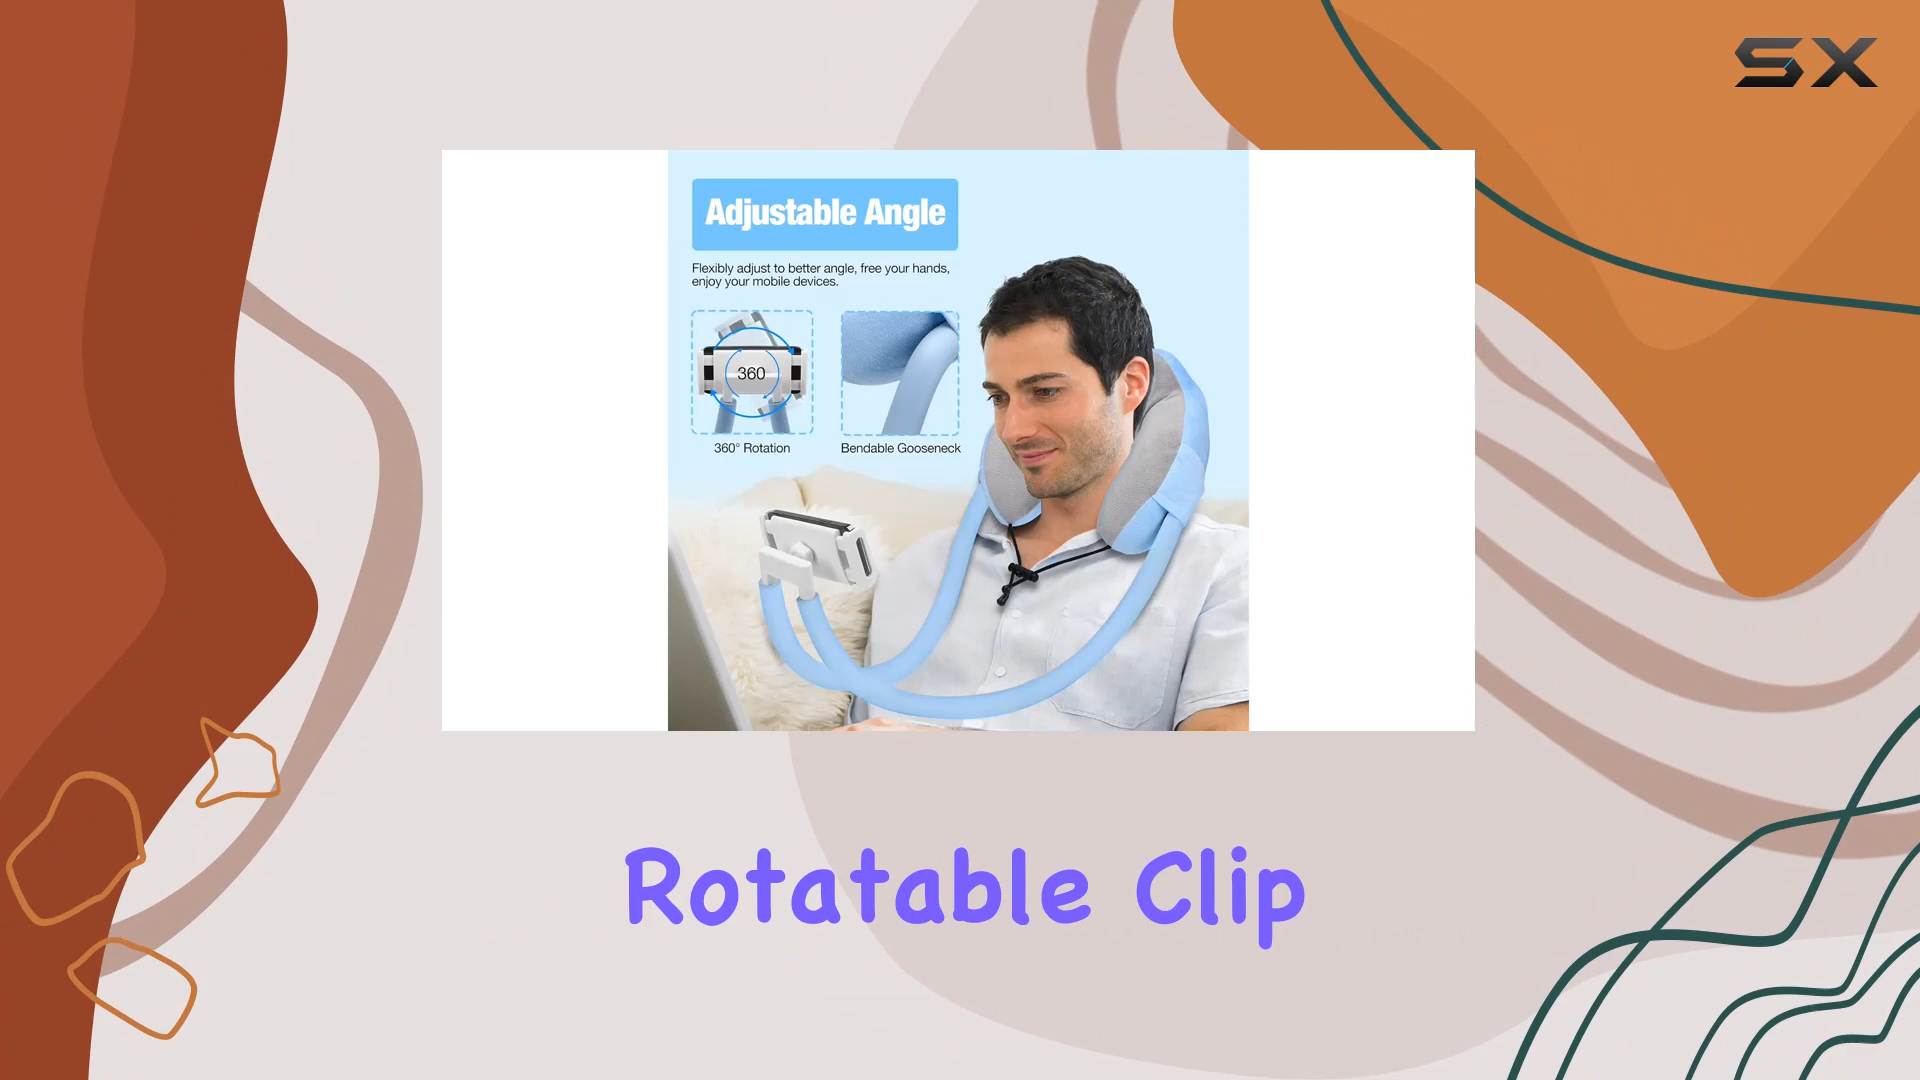 SX
Adjustable Angle
Flexibly adjust to better angle, free your hands,
enjoy your mobile devices.
360
360° Rotation
Bendable Gooseneck
Rotatable Clip